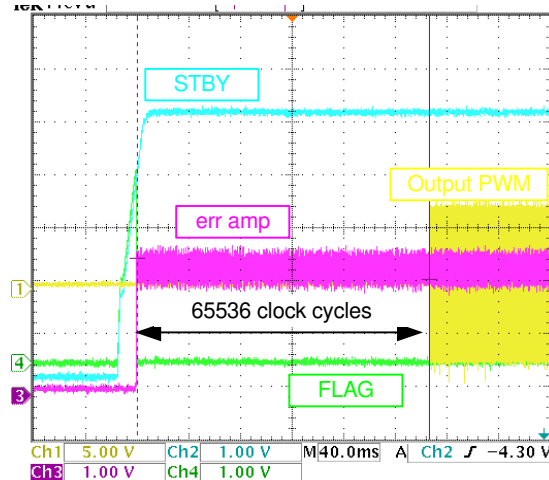 STBY
Output PWM
err amp
1
65536 clock cycles
4
FLAG
3
Ch1 5.00 V Ch2 1.00 V M 40.0ms A Ch2 ∫ -4.30 V
Ch3 1.00 V Ch4 1.00 V